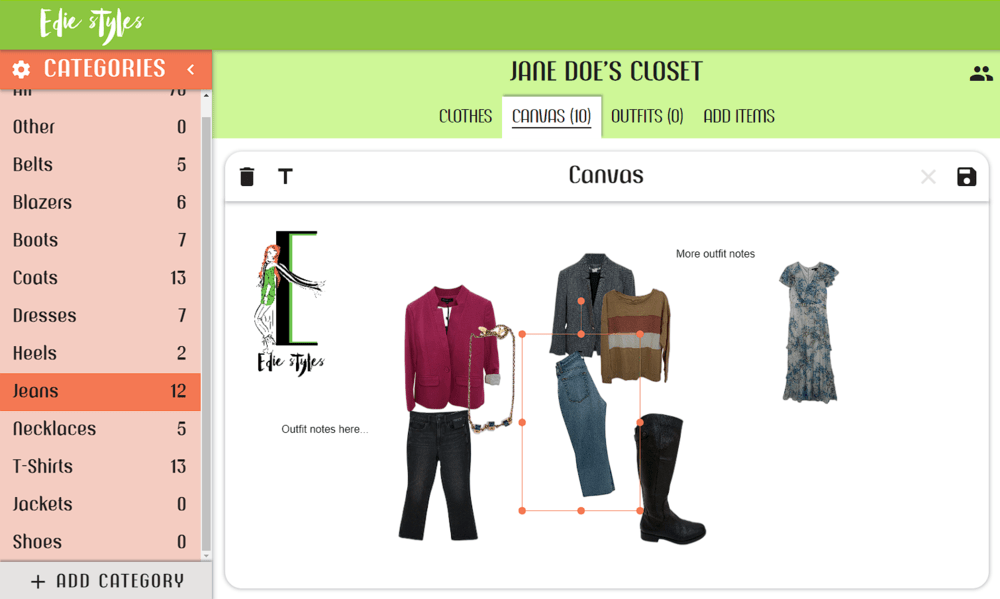 Edie styles
CATEGORIES
All 70
Other 0
Belts 5
Blazers 6
Boots 7
Coats 13
Dresses 7
Heels 2
Jeans 12
Necklaces 5
T-Shirts 13
Jackets 0
Shoes 0
+ ADD CATEGORY
JANE DOE'S CLOSET
CLOTHES CANVAS (10) OUTFITS (0) ADD ITEMS
T Canvas
More outfit notes
E
Edie styles
Outfit notes here...